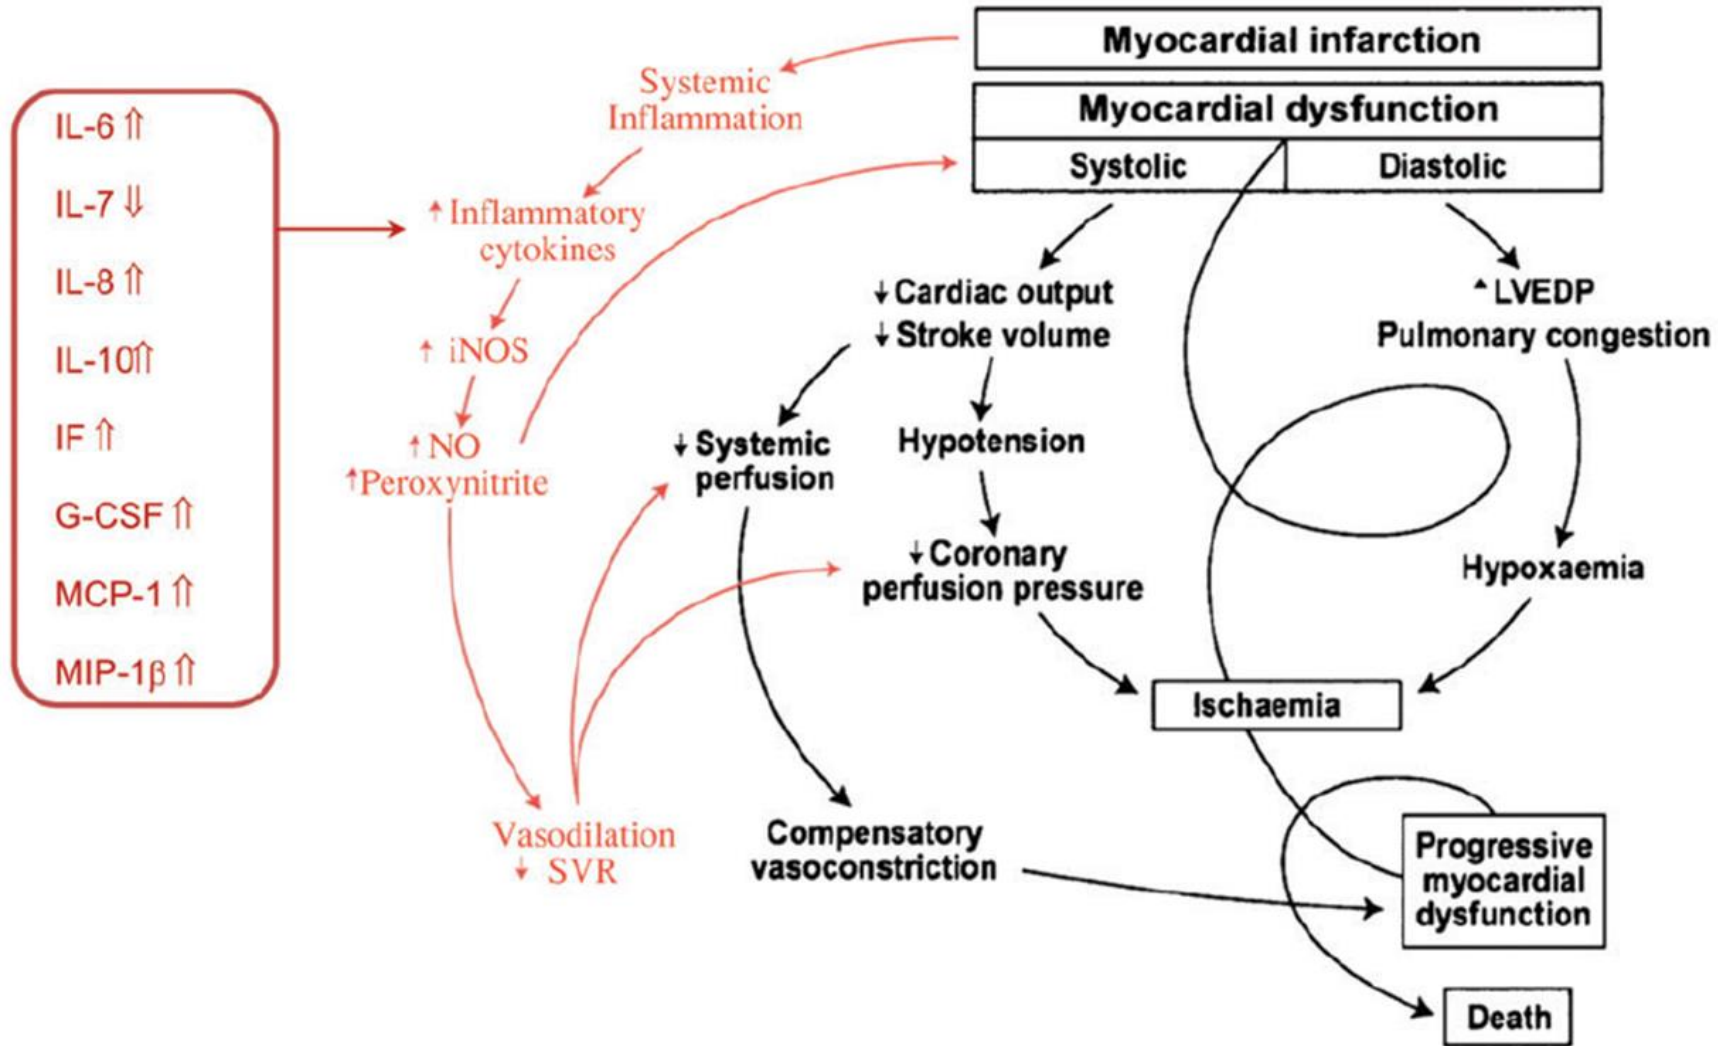 Myocardial infarction
Myocardial dysfunction
Systolic
Diastolic
Systemic
Inflammation
↑Inflammatory
cytokines
↑ iNOS
↑NO
↑Peroxynitrite
Vasodilation
↓ SVR
IL-6 ⇑
IL-7 ⇓
IL-8 ⇑
IL-10⇑
IF ⇑
G-CSF ⇑
MCP-1 ⇑
MIP-1β ⇑
↓Cardiac output
↓Stroke volume
↑LVEDP
Pulmonary congestion
↓Systemic
perfusion
Hypotension
↓Coronary
perfusion pressure
Hypoxaemia
Ischaemia
Compensatory
vasoconstriction
Progressive
myocardial
dysfunction
Death